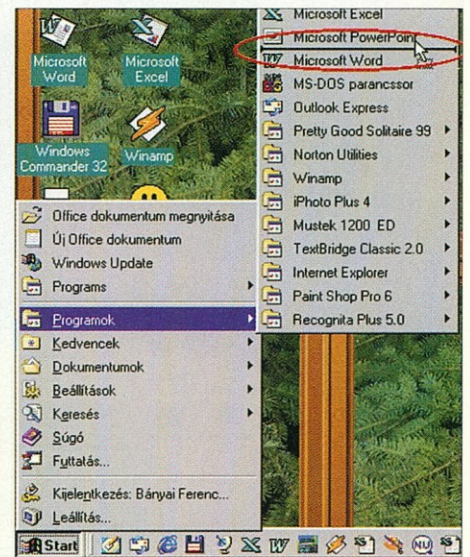 Microsoft Word
Microsoft Excel
Windows Commander 32
Winamp
Microsoft Excel
Microsoft PowerPoint
Microsoft Word
MS-DOS parancssor
Outlook Express
Pretty Good Solitaire 99
Norton Utilities
Winamp
iPhoto Plus 4
Mustek 1200 ED
TextBridge Classic 2.0
Internet Explorer
Paint Shop Pro 6
Recognita Plus 5.0
Office dokumentum megnyitása
Új Office dokumentum
Windows Update
Programs
Programok
Kedvencek
Dokumentumok
Beállítások
Keresés
Súgó
Futtatás...
Kijelentkezés: Bányai Ferenc...
Leállítás...
Start